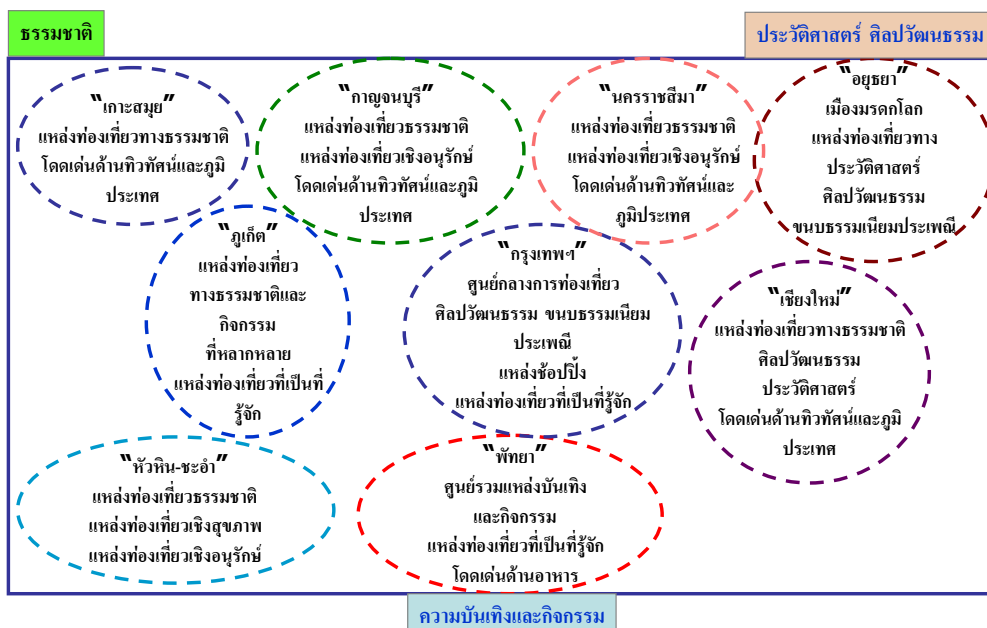 ธรรมชาติ
ประวัติศาสตร์ ศิลปวัฒนธรรม
"เกาะสมุย"
แหล่งท่องเที่ยวทางธรรมชาติ
โดดเด่นด้านทิวทัศน์และภูมิ
ประเทศ
"กาญจนบุรี"
แหล่งท่องเที่ยวธรรมชาติ
แหล่งท่องเที่ยวเชิงอนุรักษ์
โดดเด่นด้านทิวทัศน์และภูมิ
ประเทศ
"นครราชสีมา"
แหล่งท่องเที่ยวธรรมชาติ
แหล่งท่องเที่ยวเชิงอนุรักษ์
โดดเด่นด้านทิวทัศน์และ
ภูมิประเทศ
"อยุธยา"
เมืองมรดกโลก
แหล่งท่องเที่ยวทาง
ประวัติศาสตร์
ศิลปวัฒนธรรม
ขนบธรรมเนียมประเพณี
"ภูเก็ต"
แหล่งท่องเที่ยว
ทางธรรมชาติและ
กิจกรรม
ที่หลากหลาย
แหล่งท่องเที่ยวที่เป็นที่
รู้จัก
"กรุงเทพฯ"
ศูนย์กลางการท่องเที่ยว
ศิลปวัฒนธรรม ขนบธรรมเนียม
ประเพณี
แหล่งช้อปปิ้ง
แหล่งท่องเที่ยวที่เป็นที่รู้จัก
"เชียงใหม่"
แหล่งท่องเที่ยวทางธรรมชาติ
ศิลปวัฒนธรรม
ประวัติศาสตร์
โดดเด่นด้านทิวทัศน์และภูมิ
ประเทศ
"หัวหิน-ชะอำ"
แหล่งท่องเที่ยวธรรมชาติ
แหล่งท่องเที่ยวเชิงสุขภาพ
แหล่งท่องเที่ยวเชิงอนุรักษ์
"พัทยา"
ศูนย์รวมแหล่งบันเทิง
และกิจกรรม
แหล่งท่องเที่ยวที่เป็นที่รู้จัก
โดดเด่นด้านอาหาร
ความบันเทิงและกิจกรรม